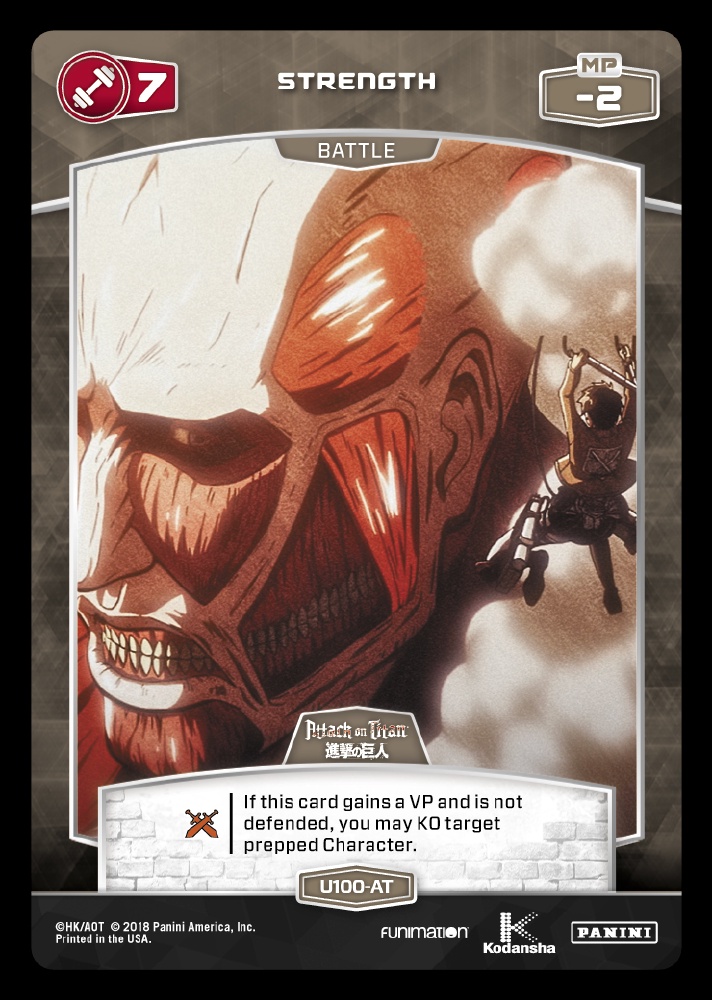 7
STRENGTH
MP
-2
BATTLE
Attack on Titan
進撃の巨人
If this card gains a VP and is not
defended, you may KO target
prepped Character.
U100-AT
©HK/AOT © 2018 Panini America, Inc.
Printed in the USA.
FUNIMATION
K
Kodansha
PANINI